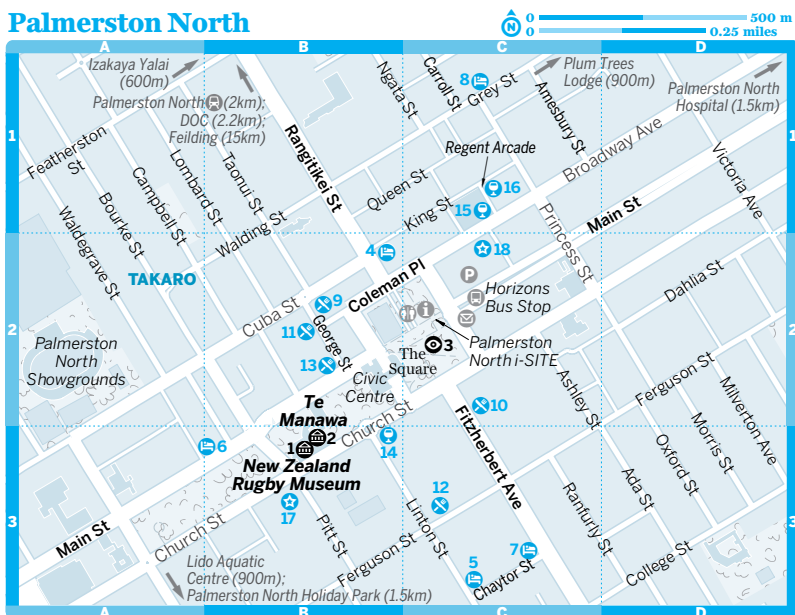 Palmerston North
N
0 500 m
0 0.25 miles
A
B
C
D
Izakaya Yalai
(600m)
Palmerston North (2km);
DOC (2.2km);
Feilding (15km)
Plum Trees
Lodge (900m)
Palmerston North
Hospital (1.5km)
1
1
Featherston
St
Waldegrave St
Bourke St
Campbell St
Lombard St
Taonui St
Walding St
Rangitikei St
Ngata St
Carroll St
8
Grey St
Amesbury St
Broadway Ave
Victoria Ave
Regent Arcade
Queen St
King St
16
15
Main St
Princess St
4
18
TAKARO
Coleman Pl
P
Horizons
Bus Stop
Dahlia St
Cuba St
9
11
George St
13
i
3
The
Square
Palmerston
North i-SITE
2
2
Palmerston
North
Showgrounds
Civic
Centre
Ashley St
Ferguson St
Milverton Ave
Morris St
Oxford St
Ada St
Te
Manawa
Church St
10
Fitzherbert Ave
6
1
2
14
New Zealand
Rugby Museum
17
12
Pitt St
Linton St
Ranfurly St
3
3
Main St
Church St
Ferguson St
5
7
Chaytor St
College St
Lido Aquatic
Centre (900m);
Palmerston North Holiday Park (1.5km)
A
B
C
D